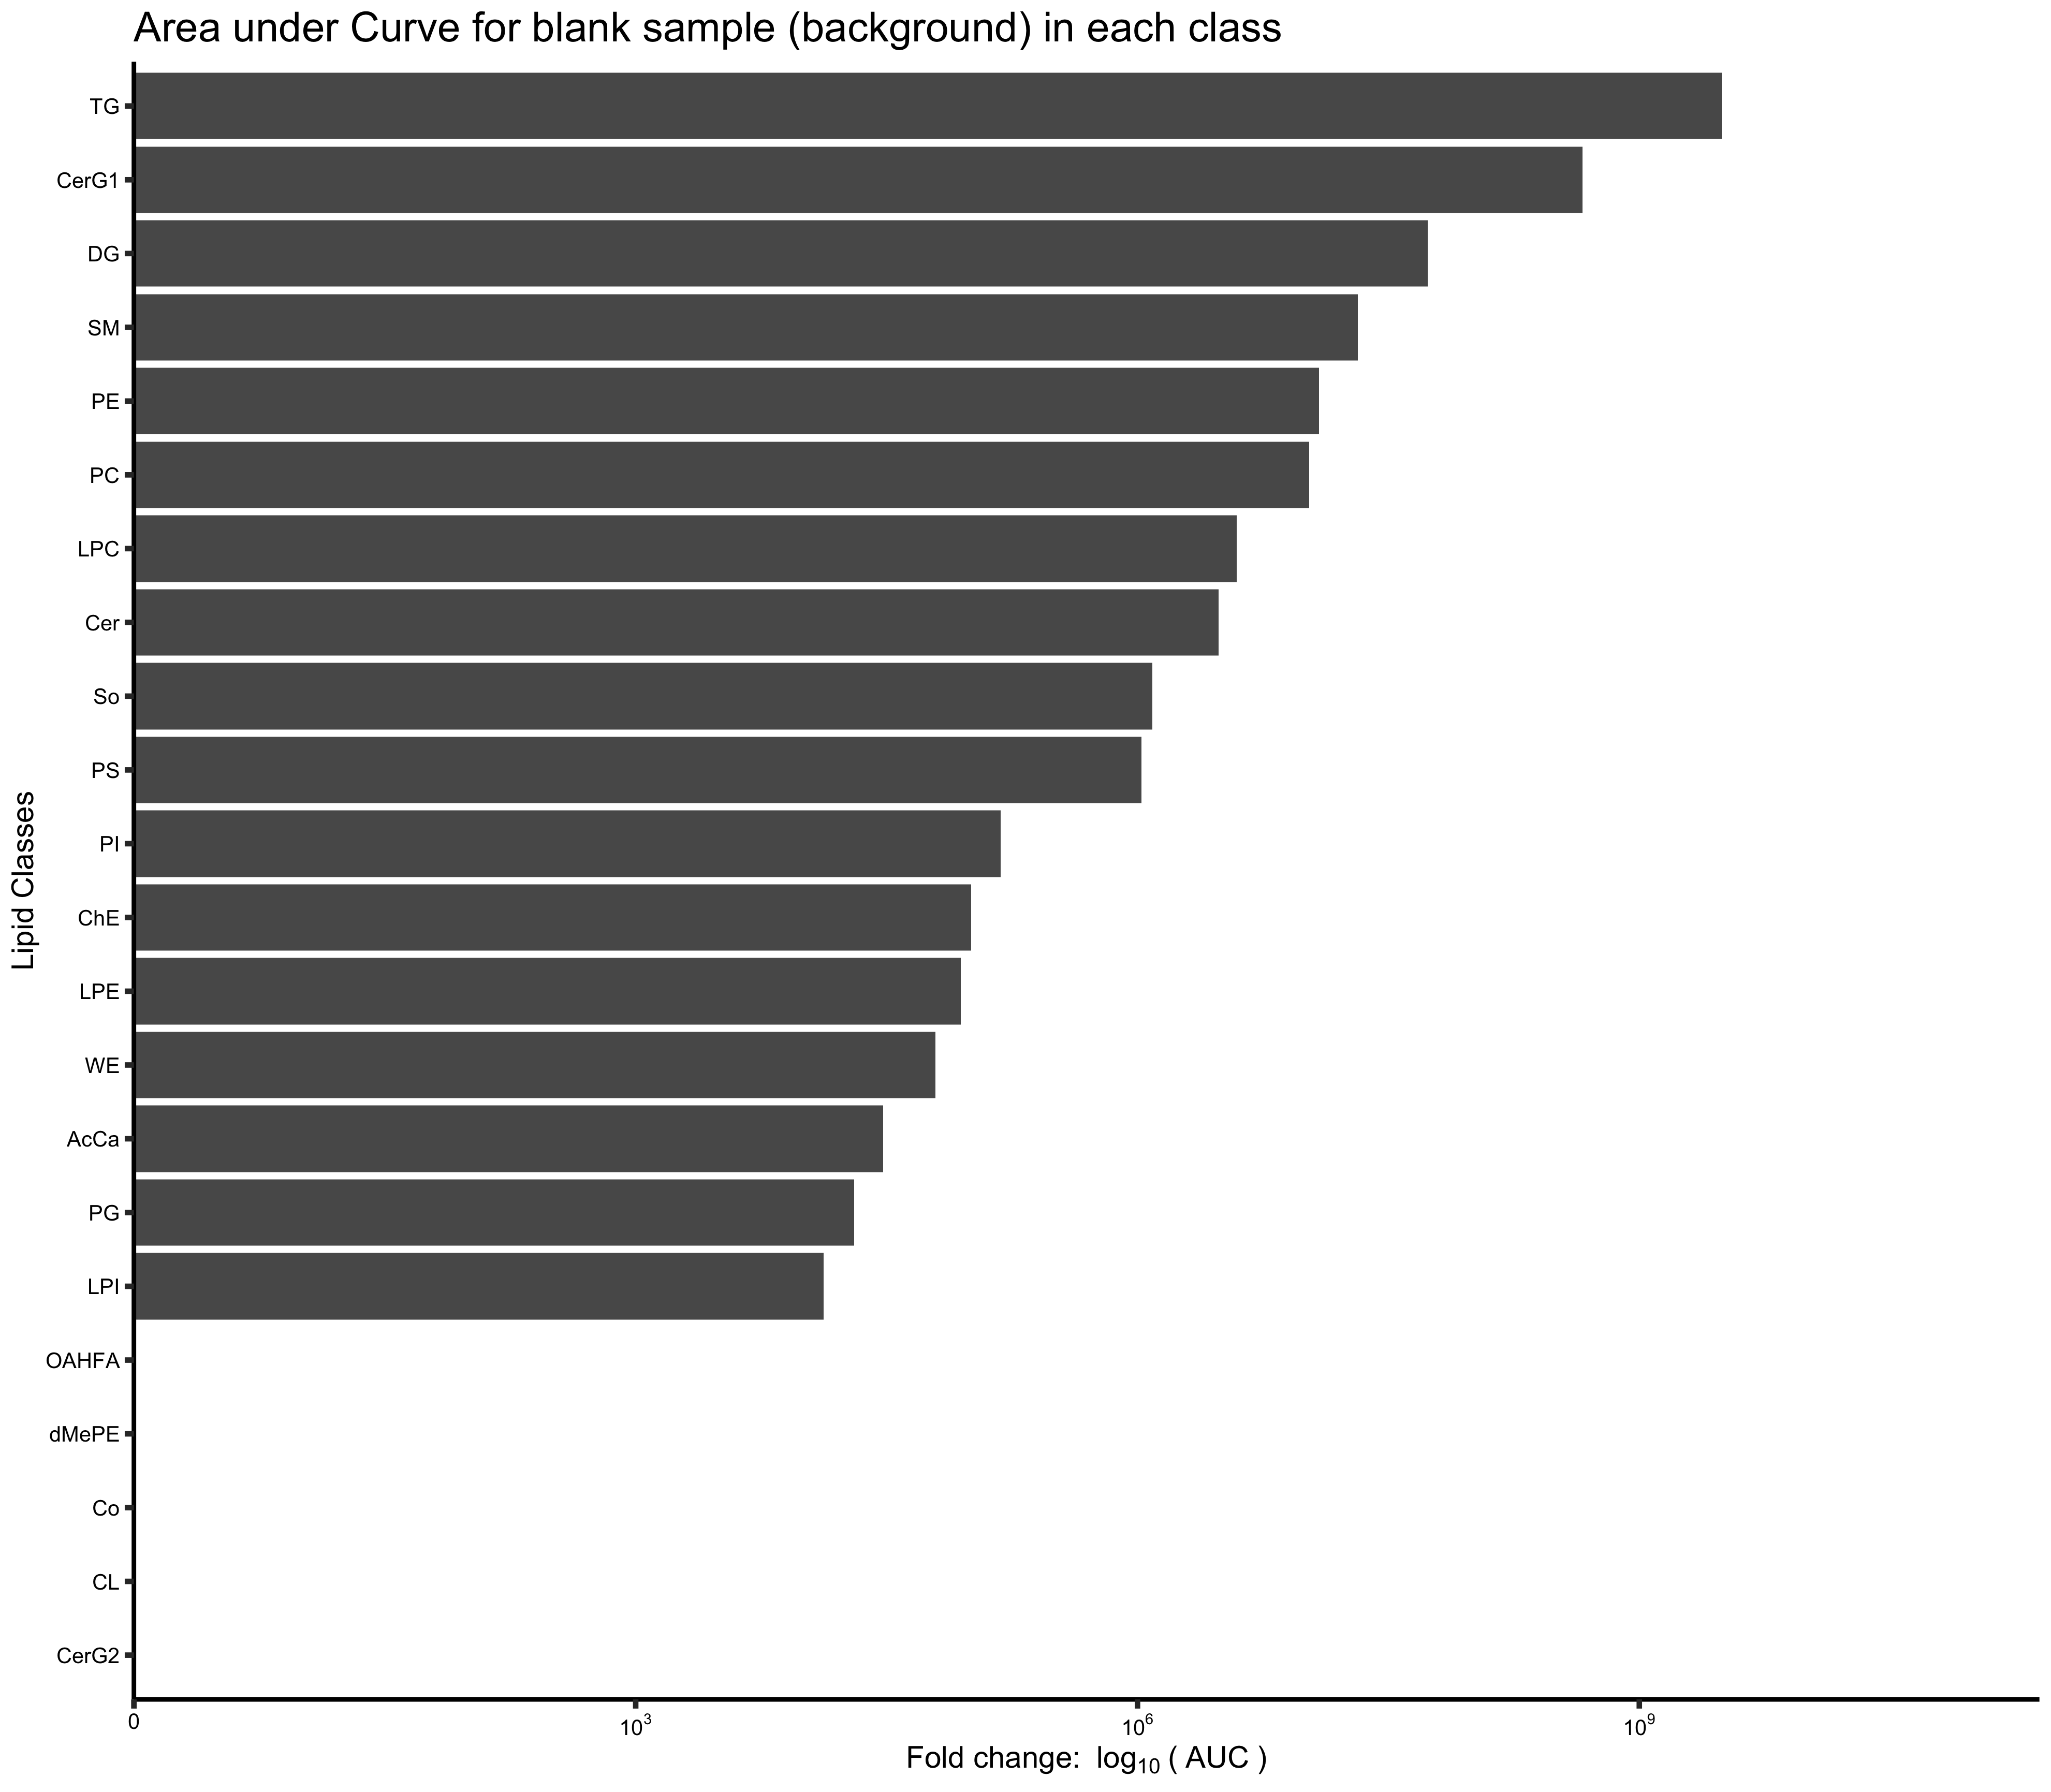 Area under Curve for blank sample (background) in each class
Lipid Classes
TG
CerG1
DG
SM
PE
PC
LPC
Cer
So
PS
PI
ChE
LPE
WE
AcCa
PG
LPI
OAHFA
dMePE
Co
CL
CerG2
0 10³ 10⁶ 10⁹
Fold change: log₁₀ ( AUC )